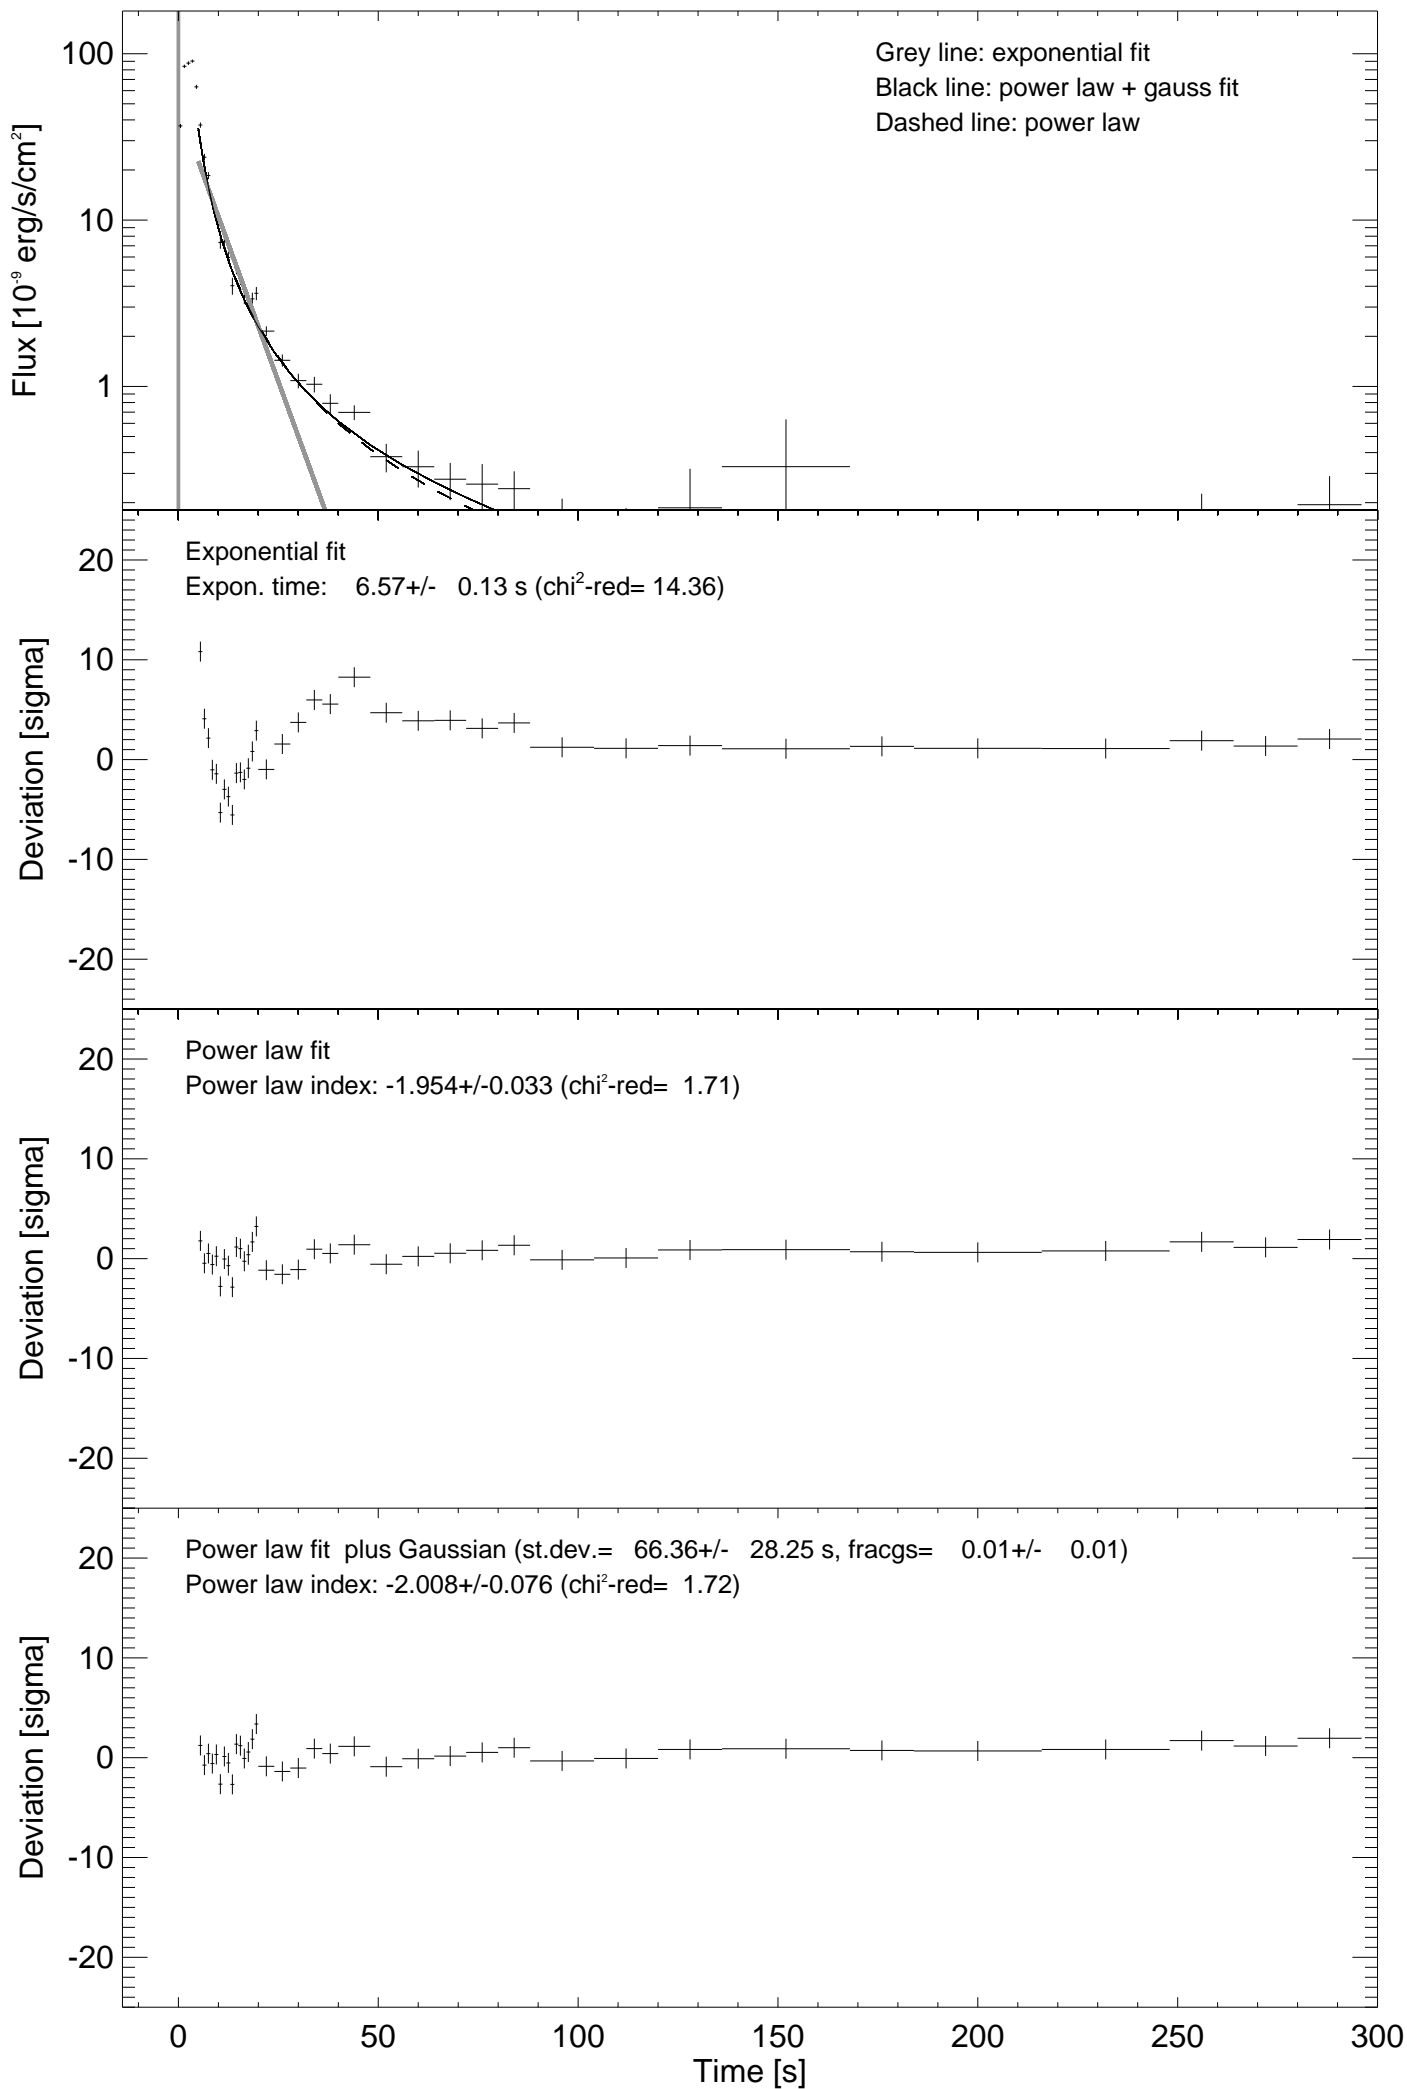 Grey line: exponential fit
Black line: power law + gauss fit
Dashed line: power law
100
10
1
Flux [10⁻⁹ erg/s/cm²]
Exponential fit
Expon. time: 6.57+/- 0.13 s (chi²-red= 14.36)
20
10
0
-10
-20
Deviation [sigma]
Power law fit
Power law index: -1.954+/-0.033 (chi²-red= 1.71)
20
10
0
-10
-20
Deviation [sigma]
Power law fit plus Gaussian (st.dev.= 66.36+/- 28.25 s, fracgs= 0.01+/- 0.01)
Power law index: -2.008+/-0.076 (chi²-red= 1.72)
20
10
0
-10
-20
Deviation [sigma]
0 50 100 150 200 250 300
Time [s]